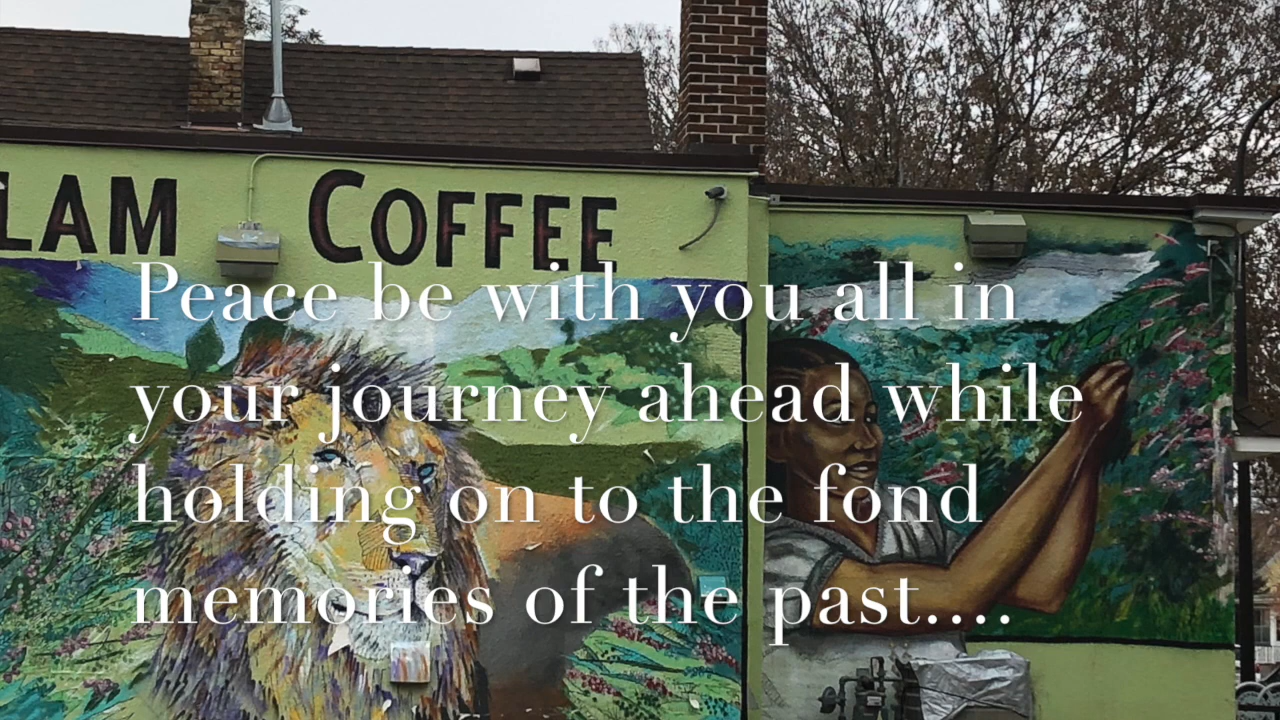 LAM COFFEE
Peace be with you all in
your journey ahead while
holding on to the fond
memories of the past....